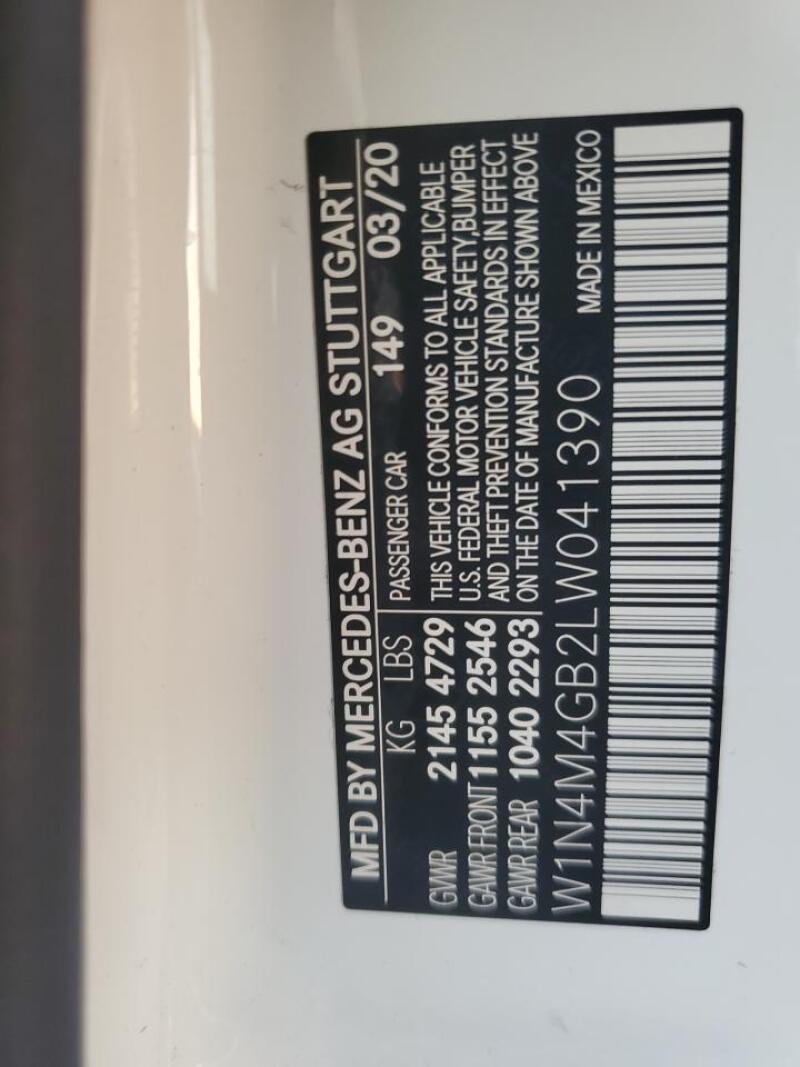 MFD BY MERCEDES-BENZ AG STUTTGART
KG LBS PASSENGER CAR 149 03/20
GVWR 2145 4729 THIS VEHICLE CONFORMS TO ALL APPLICABLE
GAWR FRONT 1155 2546 U.S. FEDERAL MOTOR VEHICLE SAFETY,BUMPER
AND THEFT PREVENTION STANDARDS IN EFFECT
GAWR REAR 1040 2293 ON THE DATE OF MANUFACTURE SHOWN ABOVE
W1N4M4GB2LW041390 MADE IN MEXICO